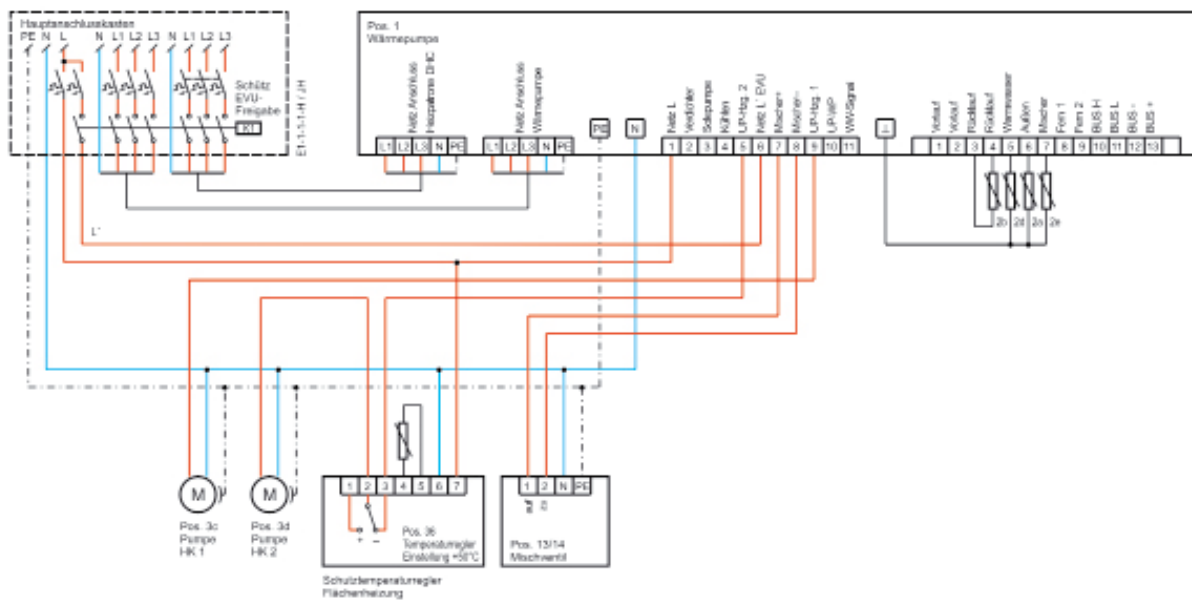 Hauptanschlusskasten
PE N L N L1 L2 L3 N L1 L2 L3
Schütz
EVU-
Freigabe
K1
E1-1-1-1-H / JH
L'
Pos. 1
Wärmepumpe
Netz Anschluss
Heizpatrone DHC
L1 L2 L3 N PE
Netz Anschluss
Wärmepumpe
L1 L2 L3 N PE
PE
N
Netz L
Verdichter
Solepumpe
Kühlen
UP-Hzg. 2
Netz L' EVU
Mischer+
Mischer–
UP-Hzg. 1
UP-WP
WW-Signal
1 2 3 4 5 6 7 8 9 10 11
Vorlauf
Vorlauf
Rücklauf
Rücklauf
Warmwasser
Außen
Mischer
Fern 1
Fern 2
BUS-H
BUS-L
BUS -
BUS +
1 2 3 4 5 6 7 8 9 10 11 12 13
2b 2d 2a 2e
M
Pos. 3c
Pumpe
HK 1
M
Pos. 3d
Pumpe
HK 2
1 2 3 4 5 6 7
+ –
Pos. 36
Temperaturregler
Einstellung +50°C
Schutztemperaturregler
Flächenheizung
1 2 N PE
auf zu
Pos. 13/14
Mischventil